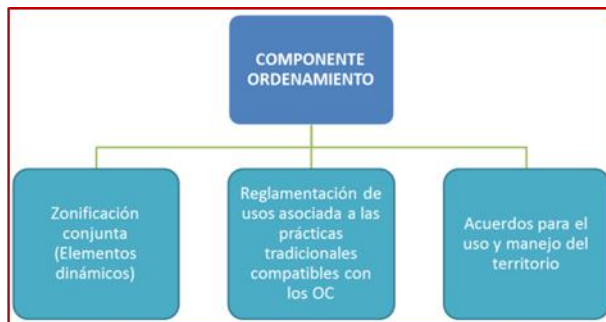 COMPONENTE
ORDENAMIENTO
Zonificación
conjunta
(Elementos
dinámicos)
Reglamentación de
usos asociada a las
prácticas
tradicionales
compatibles con
los OC
Acuerdos para el
uso y manejo del
territorio